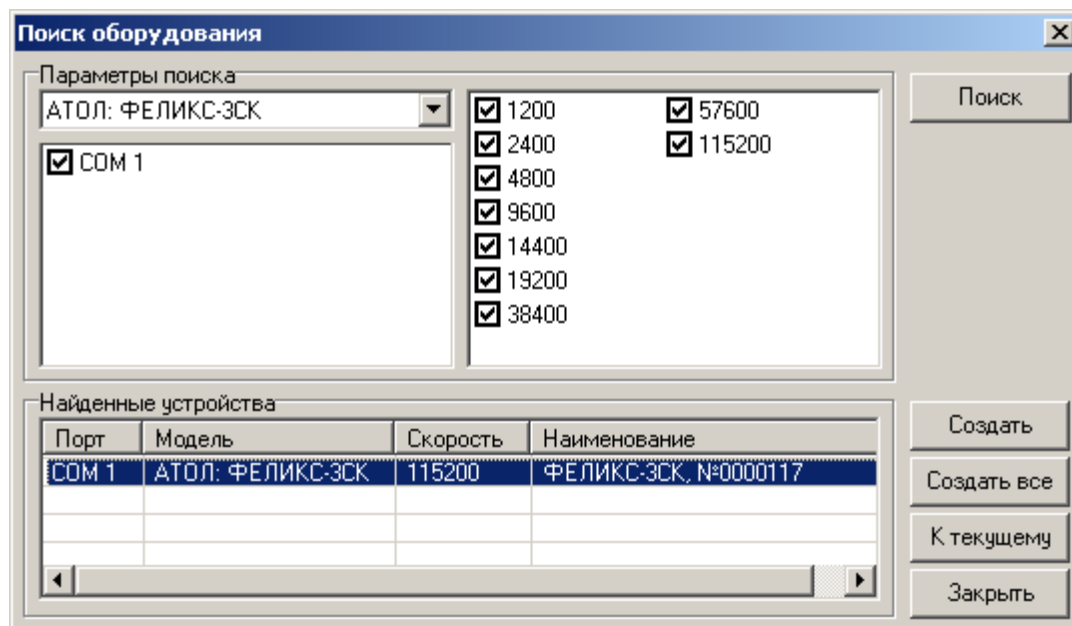 Поиск оборудования
Параметры поиска
АТОЛ: ФЕЛИКС-3СК
COM 1
1200
2400
4800
9600
14400
19200
38400
57600
115200
Поиск
Найденные устройства
Порт Модель Скорость Наименование
COM 1 АТОЛ: ФЕЛИКС-3СК 115200 ФЕЛИКС-3СК, №0000117
Создать
Создать все
К текущему
Закрыть